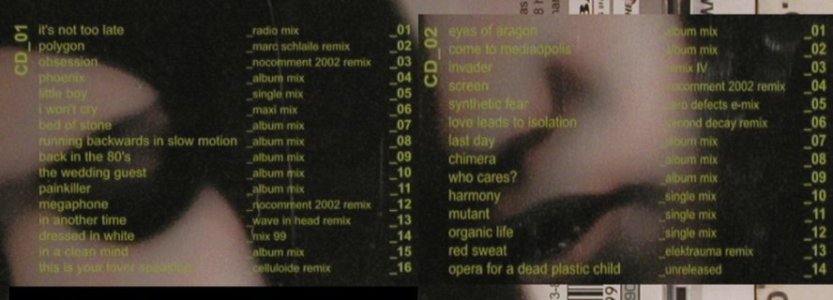 CD_01
it's not too late _radio mix _01
polygon _marc schlaile remix _02
obsession _nocomment 2002 remix _03
phoenix _album mix _04
little boy _single mix _05
i won't cry _maxi mix _06
bed of stone _album mix _07
running backwards in slow motion _album mix _08
back in the 80's _album mix _09
the wedding guest _album mix _10
painkiller _album mix _11
megaphone _nocomment 2002 remix _12
in another time _wave in head remix _13
dressed in white _mix 99 _14
in a clean mind _album mix _15
this is your lover speaking _celluloide remix _16
CD_02
eyes of aragon _album mix _01
come to mediapolis _album mix _02
invader remix IV _03
screen _nocomment 2002 remix _04
synthetic fear _zero defects e-mix _05
love leads to isolation _second decay remix _06
last day _album mix _07
chimera _album mix _08
who cares? _album mix _09
harmony _single mix _10
mutant _single mix _11
organic life _single mix _12
red sweat _elektrauma remix _13
opera for a dead plastic child _unreleased _14